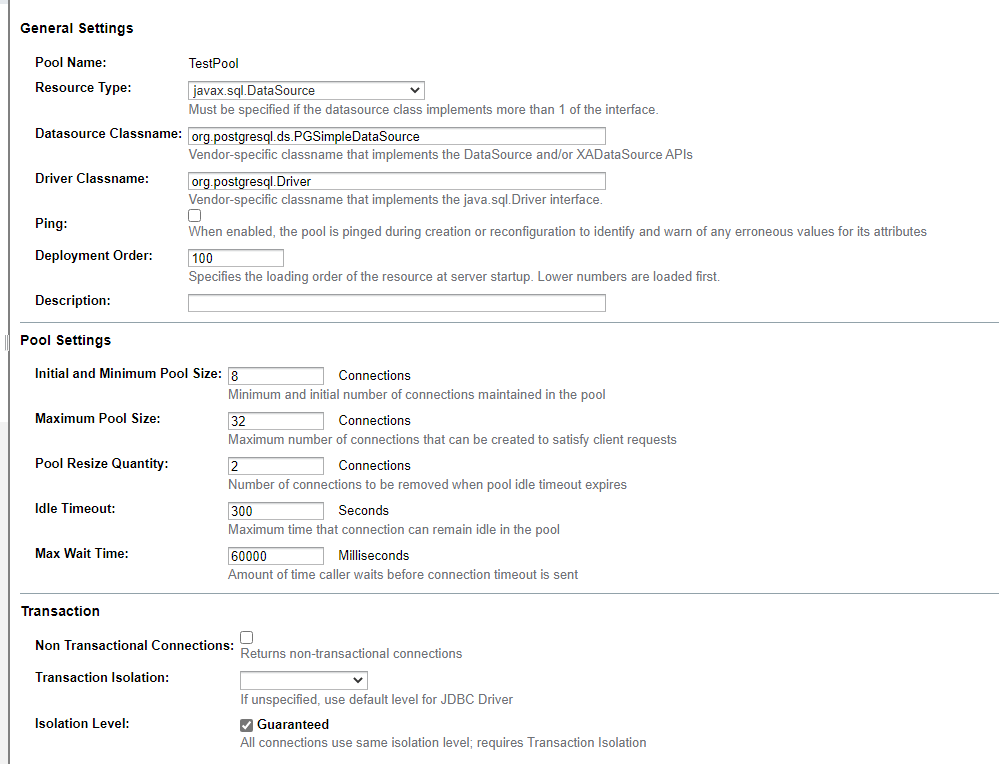 General Settings
Pool Name: TestPool
Resource Type: javax.sql.DataSource
Must be specified if the datasource class implements more than 1 of the interface.
Datasource Classname: org.postgresql.ds.PGSimpleDataSource
Vendor-specific classname that implements the DataSource and/or XADataSource APIs
Driver Classname: org.postgresql.Driver
Vendor-specific classname that implements the java.sql.Driver interface.
Ping:
When enabled, the pool is pinged during creation or reconfiguration to identify and warn of any erroneous values for its attributes
Deployment Order: 100
Specifies the loading order of the resource at server startup. Lower numbers are loaded first.
Description:
Pool Settings
Initial and Minimum Pool Size: 8 Connections
Minimum and initial number of connections maintained in the pool
Maximum Pool Size: 32 Connections
Maximum number of connections that can be created to satisfy client requests
Pool Resize Quantity: 2 Connections
Number of connections to be removed when pool idle timeout expires
Idle Timeout: 300 Seconds
Maximum time that connection can remain idle in the pool
Max Wait Time: 60000 Milliseconds
Amount of time caller waits before connection timeout is sent
Transaction
Non Transactional Connections:
Returns non-transactional connections
Transaction Isolation:
If unspecified, use default level for JDBC Driver
Isolation Level: Guaranteed
All connections use same isolation level; requires Transaction Isolation